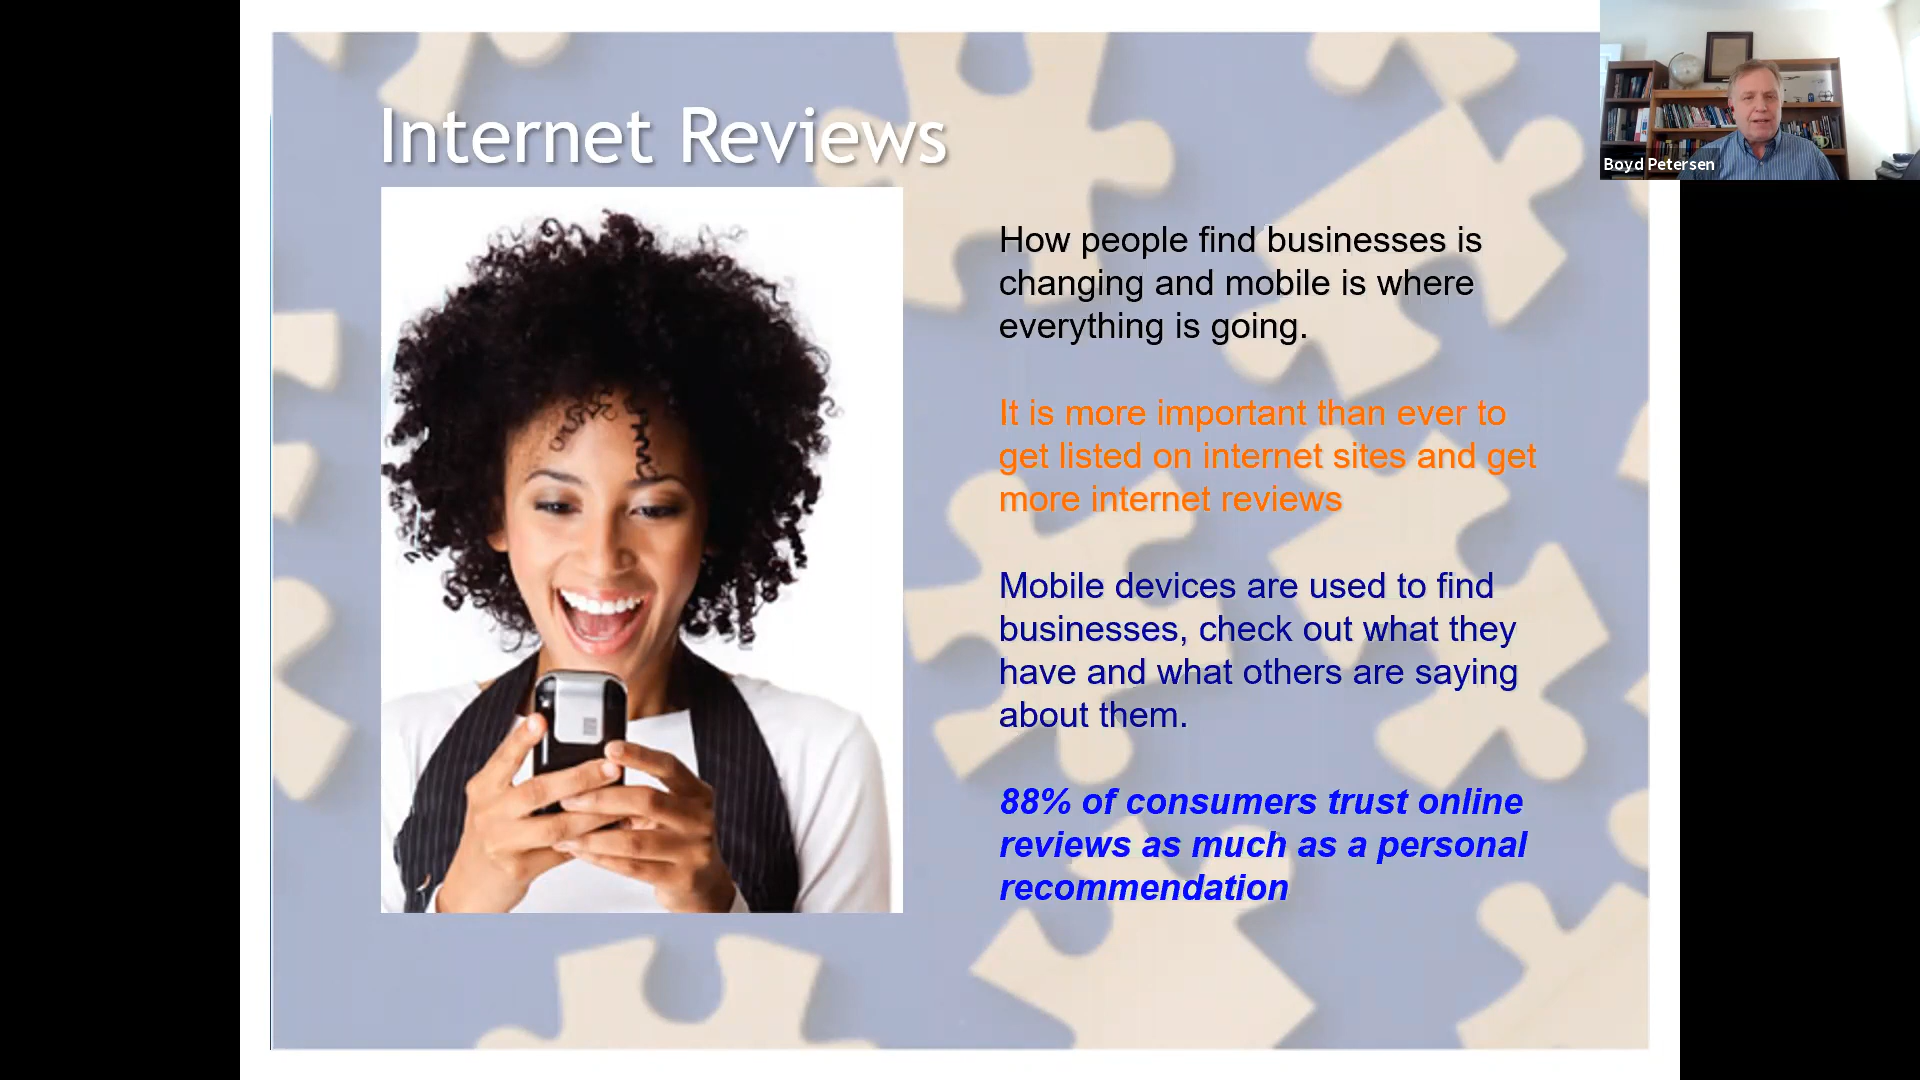 Internet Reviews
Boyd Petersen
How people find businesses is
changing and mobile is where
everything is going.
It is more important than ever to
get listed on internet sites and get
more internet reviews
Mobile devices are used to find
businesses, check out what they
have and what others are saying
about them.
88% of consumers trust online
reviews as much as a personal
recommendation